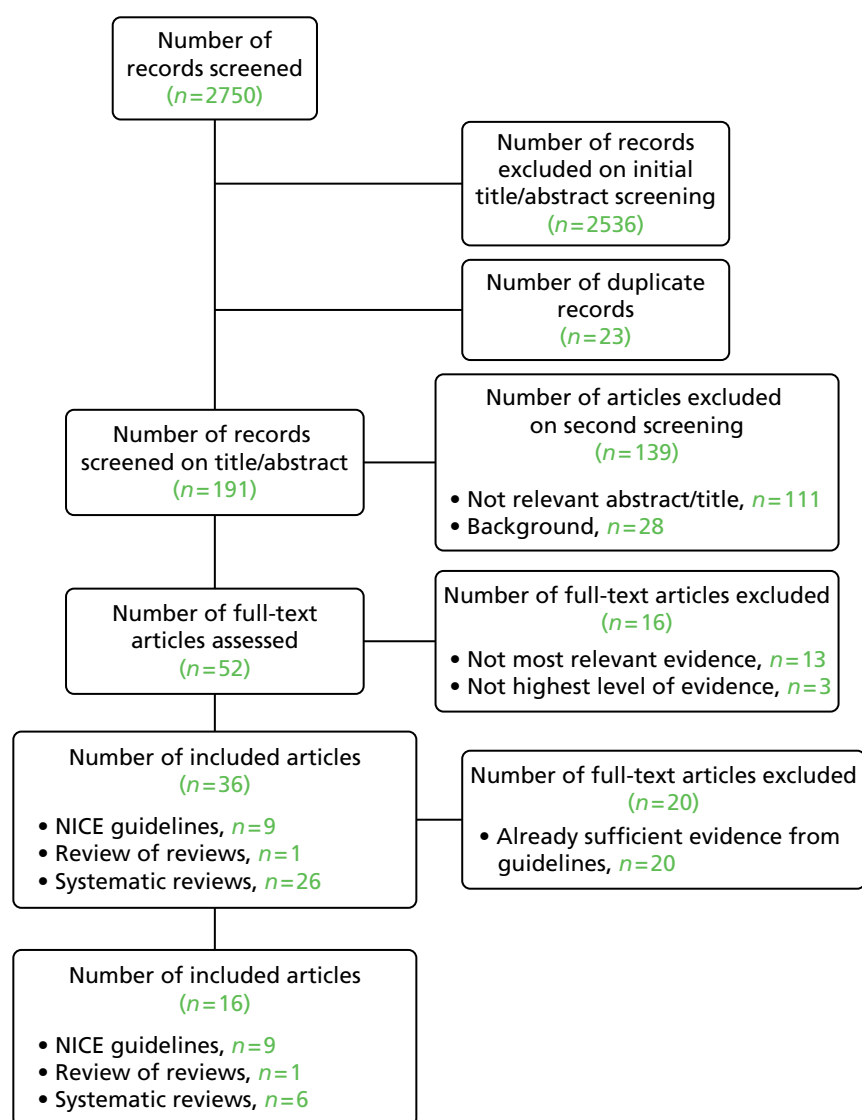 Number of
records screened
(n=2750)
Number of records
excluded on initial
title/abstract screening
(n=2536)
Number of duplicate
records
(n=23)
Number of records
screened on title/abstract
(n=191)
Number of articles excluded
on second screening
(n=139)
• Not relevant abstract/title, n=111
• Background, n=28
Number of full-text
articles assessed
(n=52)
Number of full-text articles excluded
(n=16)
• Not most relevant evidence, n=13
• Not highest level of evidence, n=3
Number of included articles
(n=36)
• NICE guidelines, n=9
• Review of reviews, n=1
• Systematic reviews, n=26
Number of full-text articles excluded
(n=20)
• Already sufficient evidence from
guidelines, n=20
Number of included articles
(n=16)
• NICE guidelines, n=9
• Review of reviews, n=1
• Systematic reviews, n=6